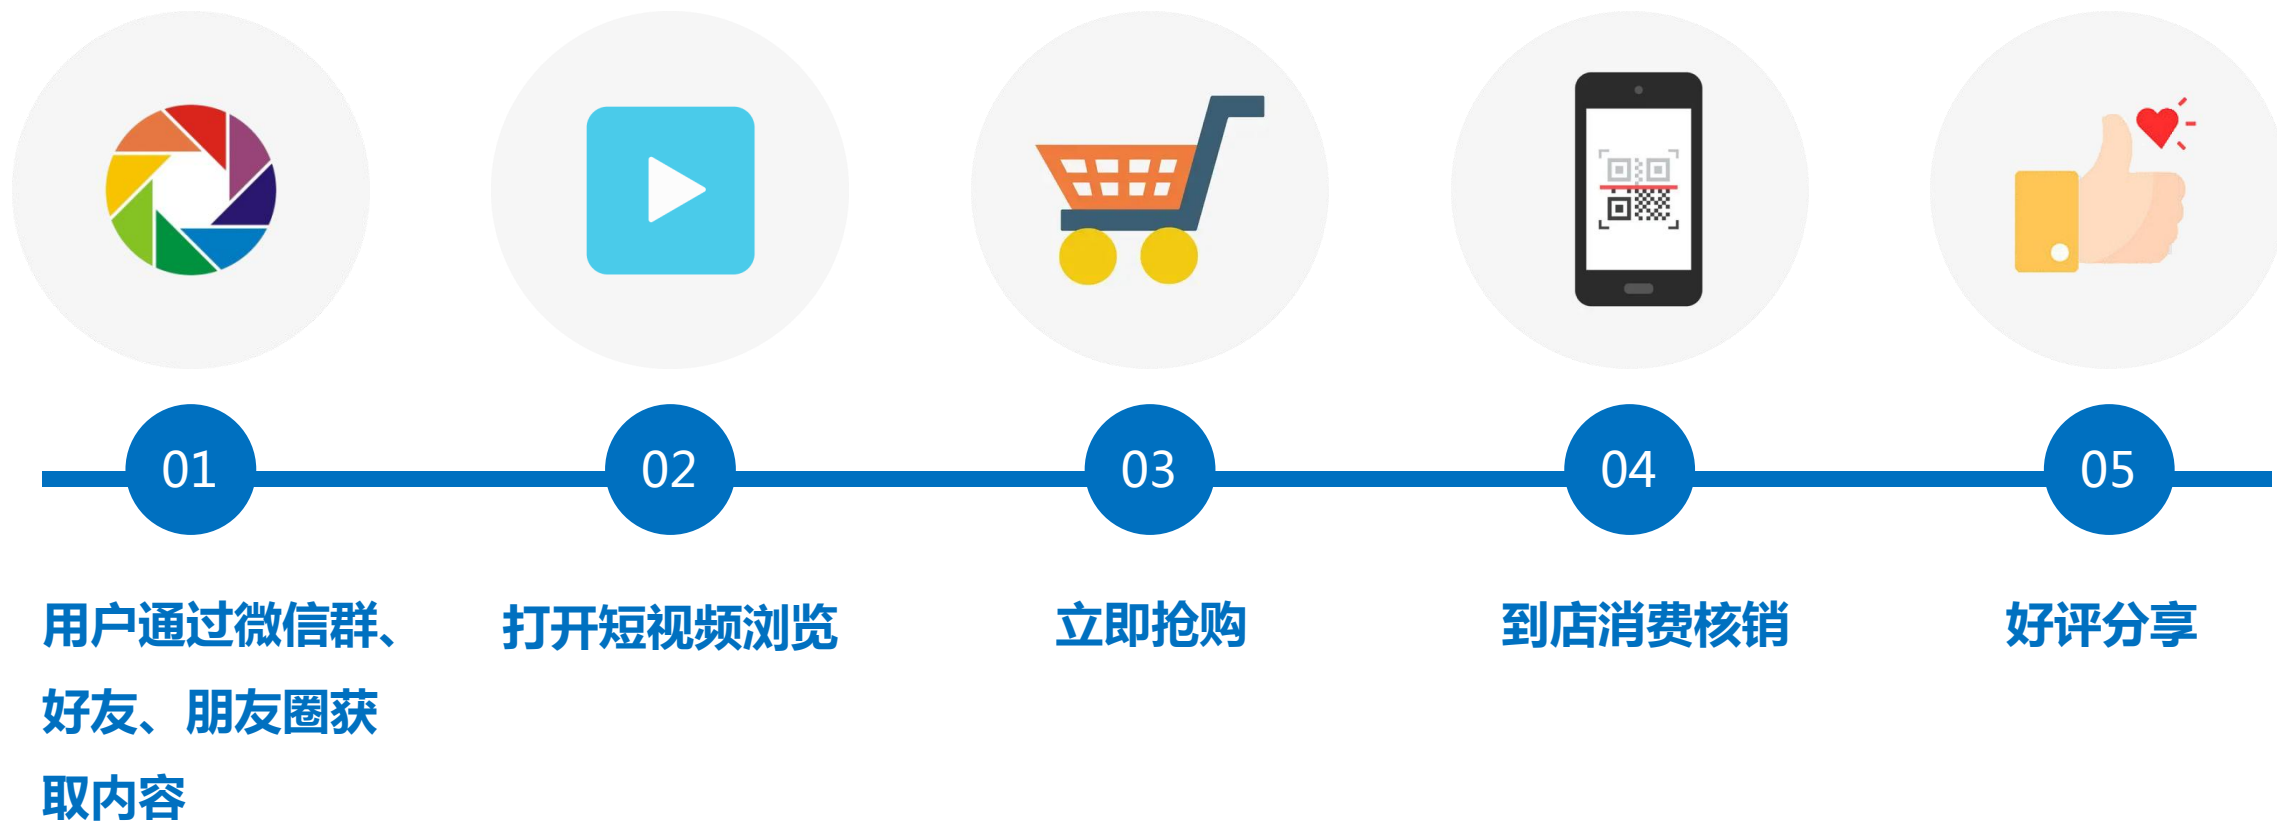 01
02
03
04
05
用户通过微信群、
好友、朋友圈获
取内容
打开短视频浏览
立即抢购
到店消费核销
好评分享